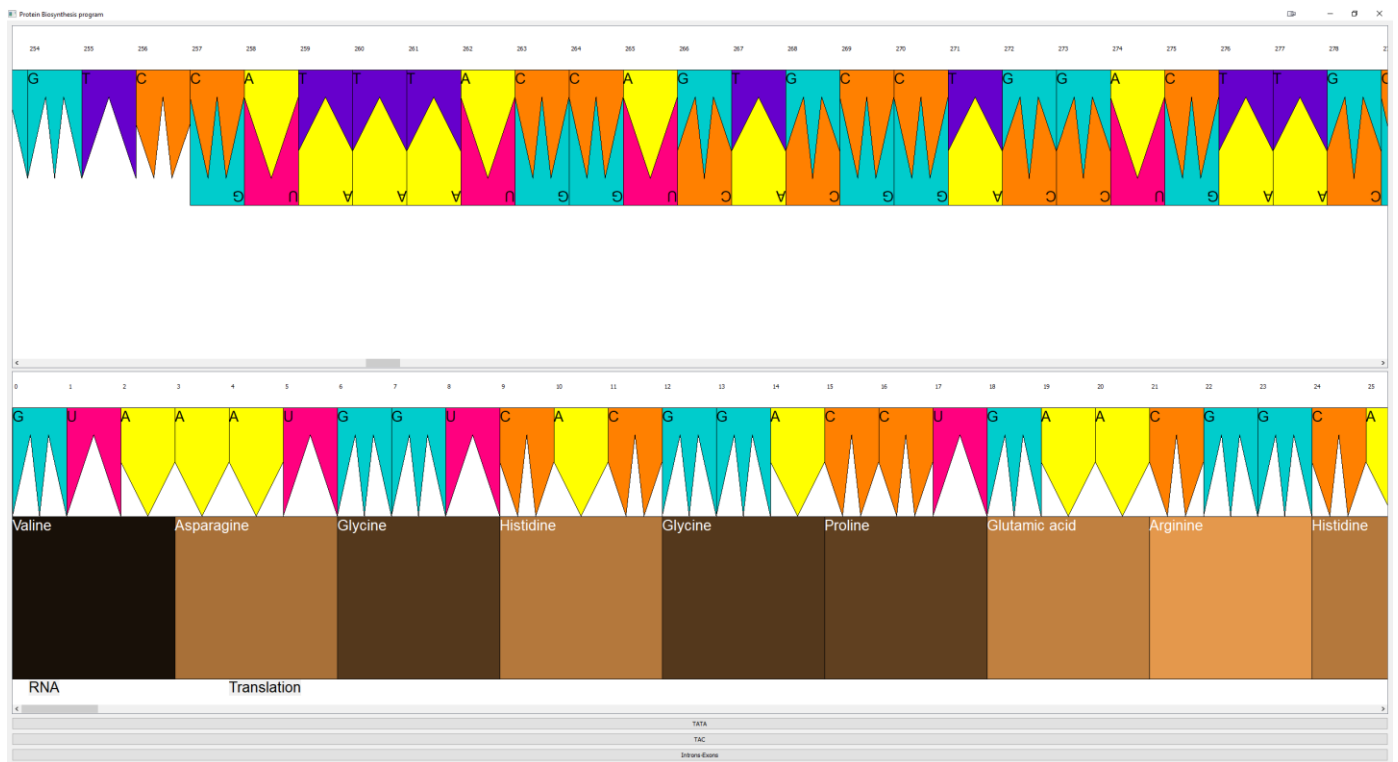 Protein Biosynthesis program
254 255 256 257 258 259 260 261 262 263 264 265 266 267 268 269 270 271 272 273 274 275 276 277 278
G T C C A T T T A C C A G T G C C T G G A C T T G C
G U A A A U G G U C A C G G A C C U G A A C
0 1 2 3 4 5 6 7 8 9 10 11 12 13 14 15 16 17 18 19 20 21 22 23 24 25
G U A A A U G G U C A C G G A C C U G A A C G G C A
Valine Asparagine Glycine Histidine Glycine Proline Glutamic acid Arginine Histidine
RNA Translation
TATA
TAC
Introns-Exons